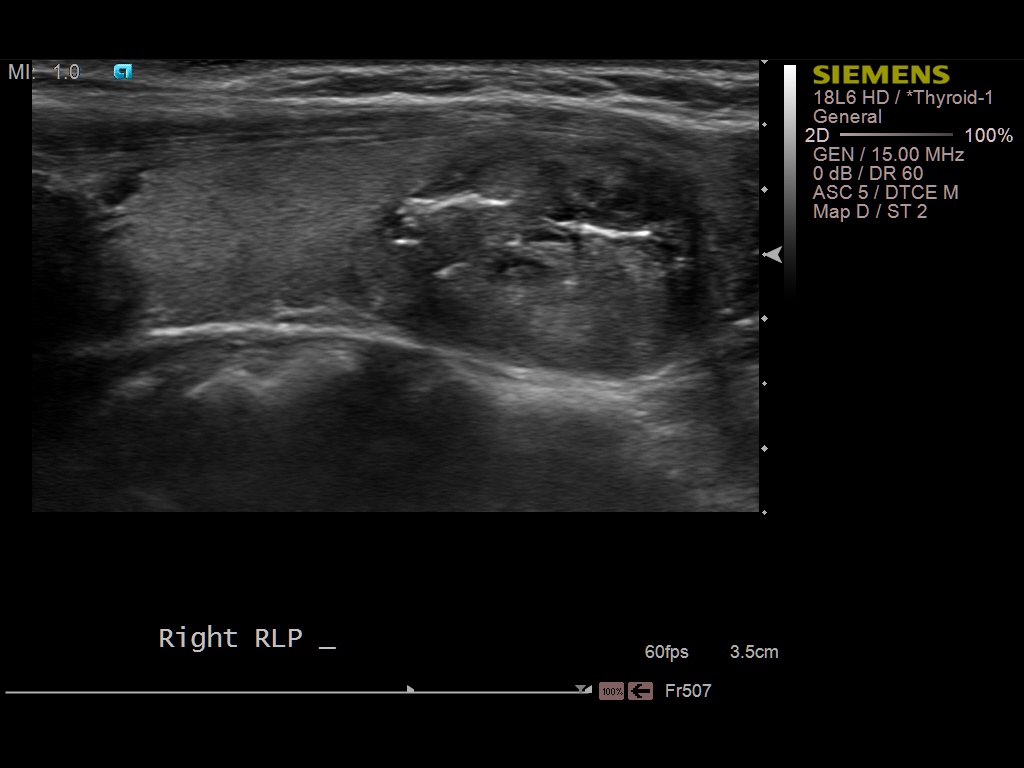 MI: 1.0
SIEMENS
18L6 HD / *Thyroid-1
General
2D 100%
GEN / 15.00 MHz
0 dB / DR 60
ASC 5 / DTCE M
Map D / ST 2
Right RLP _
60fps 3.5cm
100% Fr507